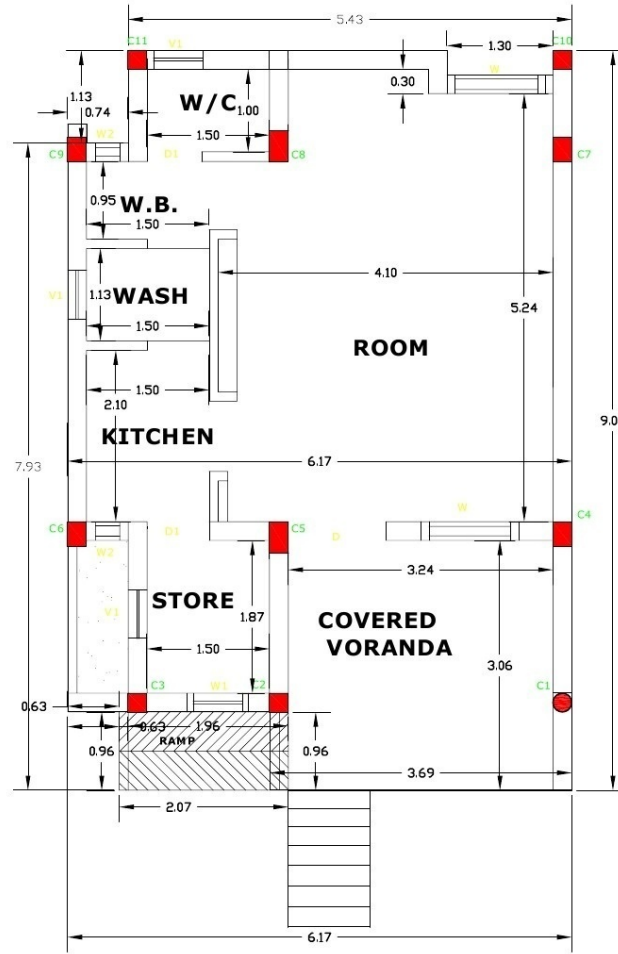 5.43
C11
V1
1.30
C10
W
0.30
1.13
0.74
W/C
1.00
W2
1.50
D1
C9
C8
C7
0.95
W.B.
1.50
4.10
V1
1.13
WASH
5.24
1.50
ROOM
1.50
2.10
9.0
KITCHEN
7.93
6.17
C6
C5
W
C4
D1
D
W2
3.24
STORE
V1
1.87
COVERED
VORANDA
1.50
3.06
C3
W1
C2
C1
0.63
0.63
1.96
0.96
RAMP
0.96
3.69
2.07
6.17